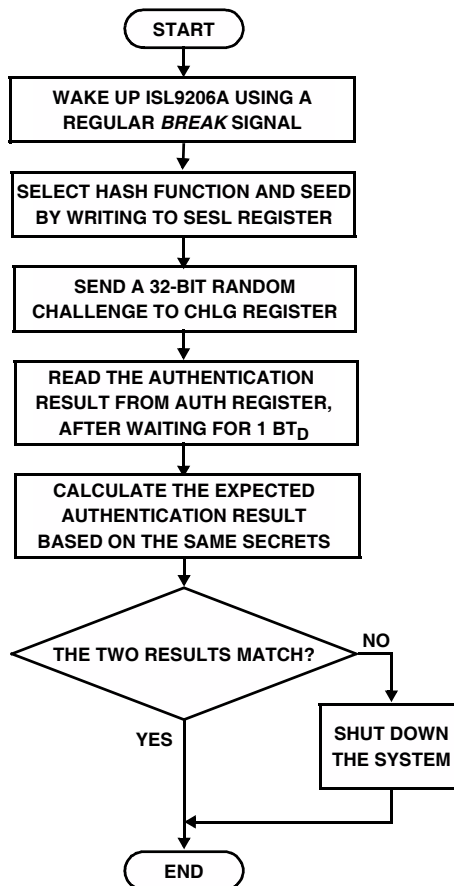 START
WAKE UP ISL9206A USING A
REGULAR BREAK SIGNAL
SELECT HASH FUNCTION AND SEED
BY WRITING TO SESL REGISTER
SEND A 32-BIT RANDOM
CHALLENGE TO CHLG REGISTER
READ THE AUTHENTICATION
RESULT FROM AUTH REGISTER,
AFTER WAITING FOR 1 BTD
CALCULATE THE EXPECTED
AUTHENTICATION RESULT
BASED ON THE SAME SECRETS
THE TWO RESULTS MATCH?
NO
YES
SHUT DOWN
THE SYSTEM
END